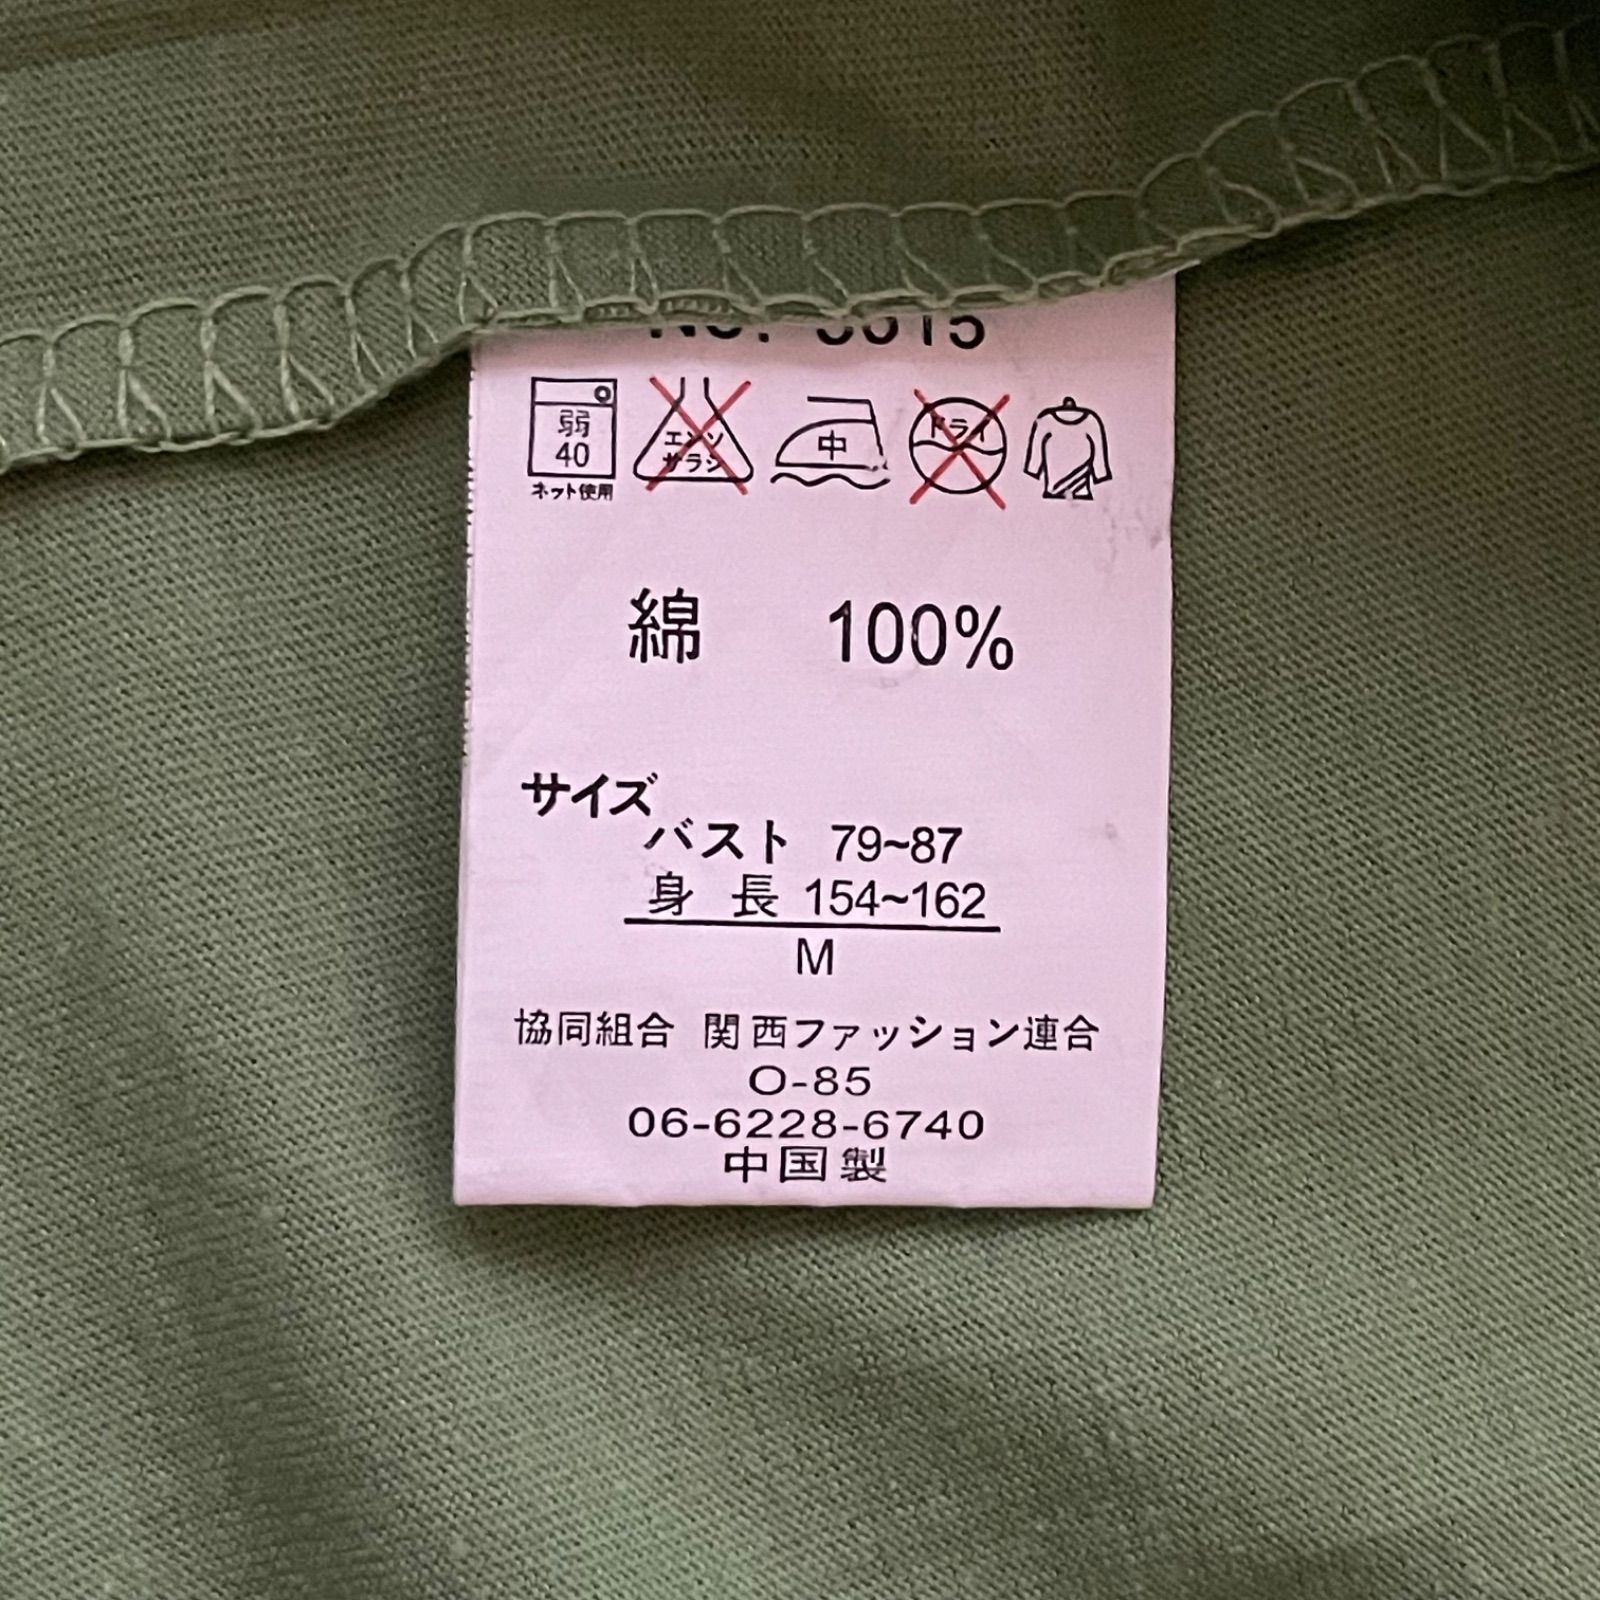 弱
40
ネット使用
エンソ
サラシ
中
ドライ
綿 100%
サイズ
バスト 79~87
身 長 154~162
M
協同組合 関西ファッション連合
O-85
06-6228-6740
中国製